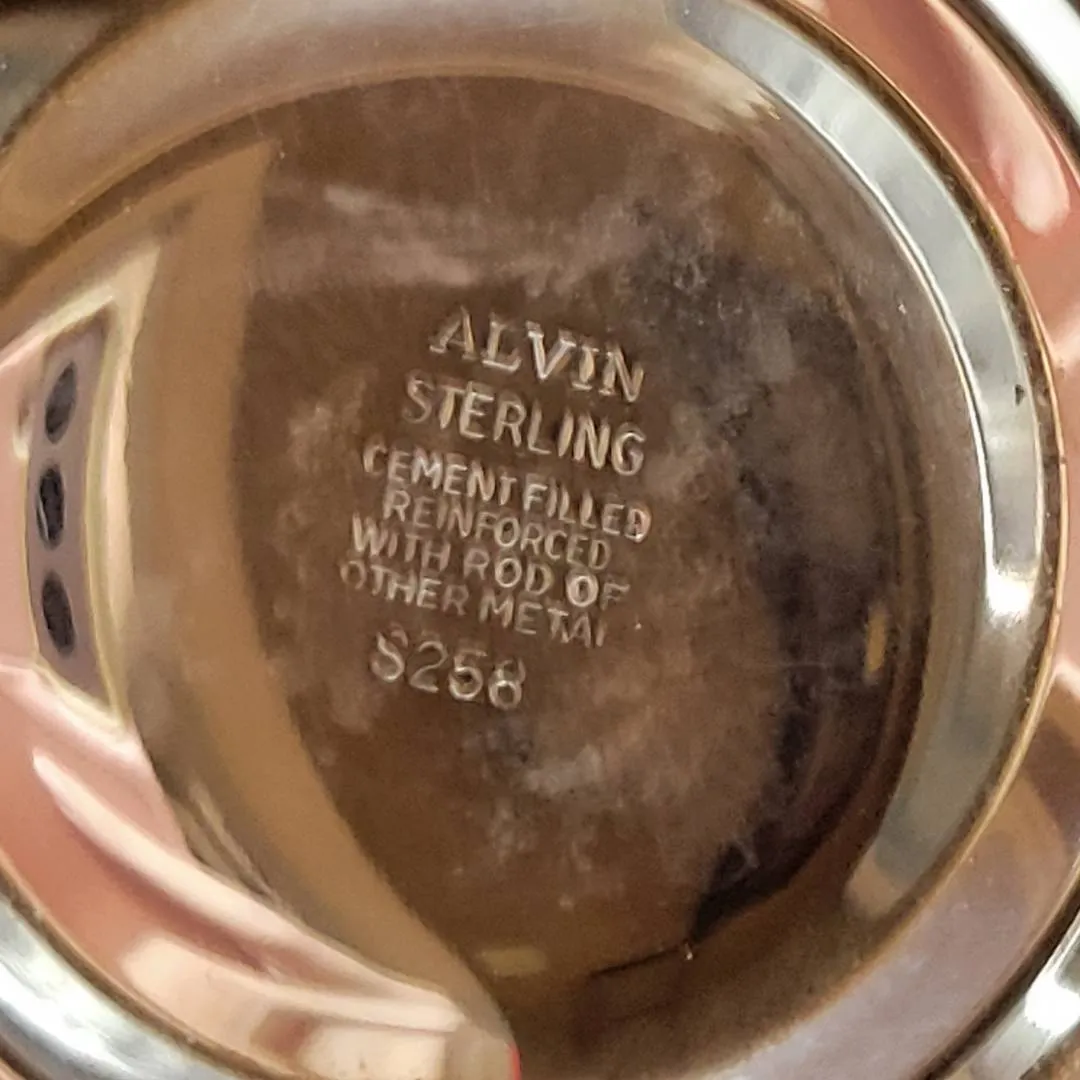 ALVIN
STERLING
CEMENT FILLED
REINFORCED
WITH ROD OF
OTHER METAL
S258